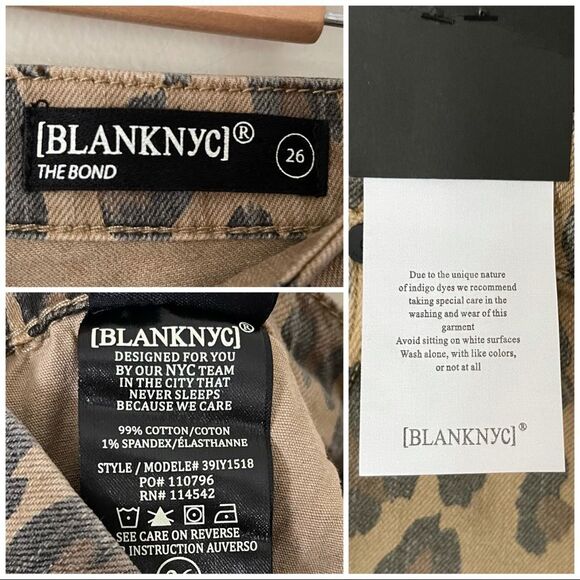 [BLANKNYC]®
THE BOND
26
[BLANKNYC]®
DESIGNED FOR YOU
BY OUR NYC TEAM
IN THE CITY THAT
NEVER SLEEPS
BECAUSE WE CARE
99% COTTON/COTON
1% SPANDEX/ÉLASTHANNE
STYLE / MODELE# 39IY1518
PO# 110796
RN# 114542
SEE CARE ON REVERSE
INSTRUCTION AUVERSO
26
Due to the unique nature
of indigo dyes we recommend
taking special care in the
washing and wear of this
garment
Avoid sitting on white surfaces
Wash alone, with like colors,
or not at all
[BLANKNYC]®